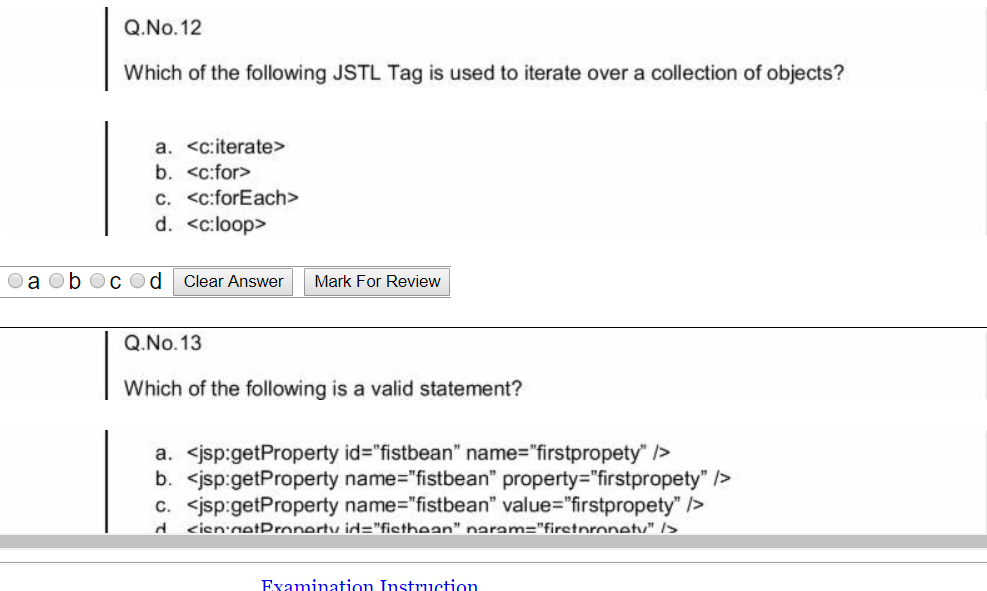 Q.No.12
Which of the following JSTL Tag is used to iterate over a collection of objects?
a. <c:iterate>
b. <c:for>
c. <c:forEach>
d. <c:loop>
a b c d Clear Answer Mark For Review
Q.No.13
Which of the following is a valid statement?
a. <jsp:getProperty id="fistbean" name="firstpropety" />
b. <jsp:getProperty name="fistbean" property="firstpropety" />
c. <jsp:getProperty name="fistbean" value="firstpropety" />
d. <jsp:getProperty id="fistbean" param="firstpropety" />
Examination Instruction